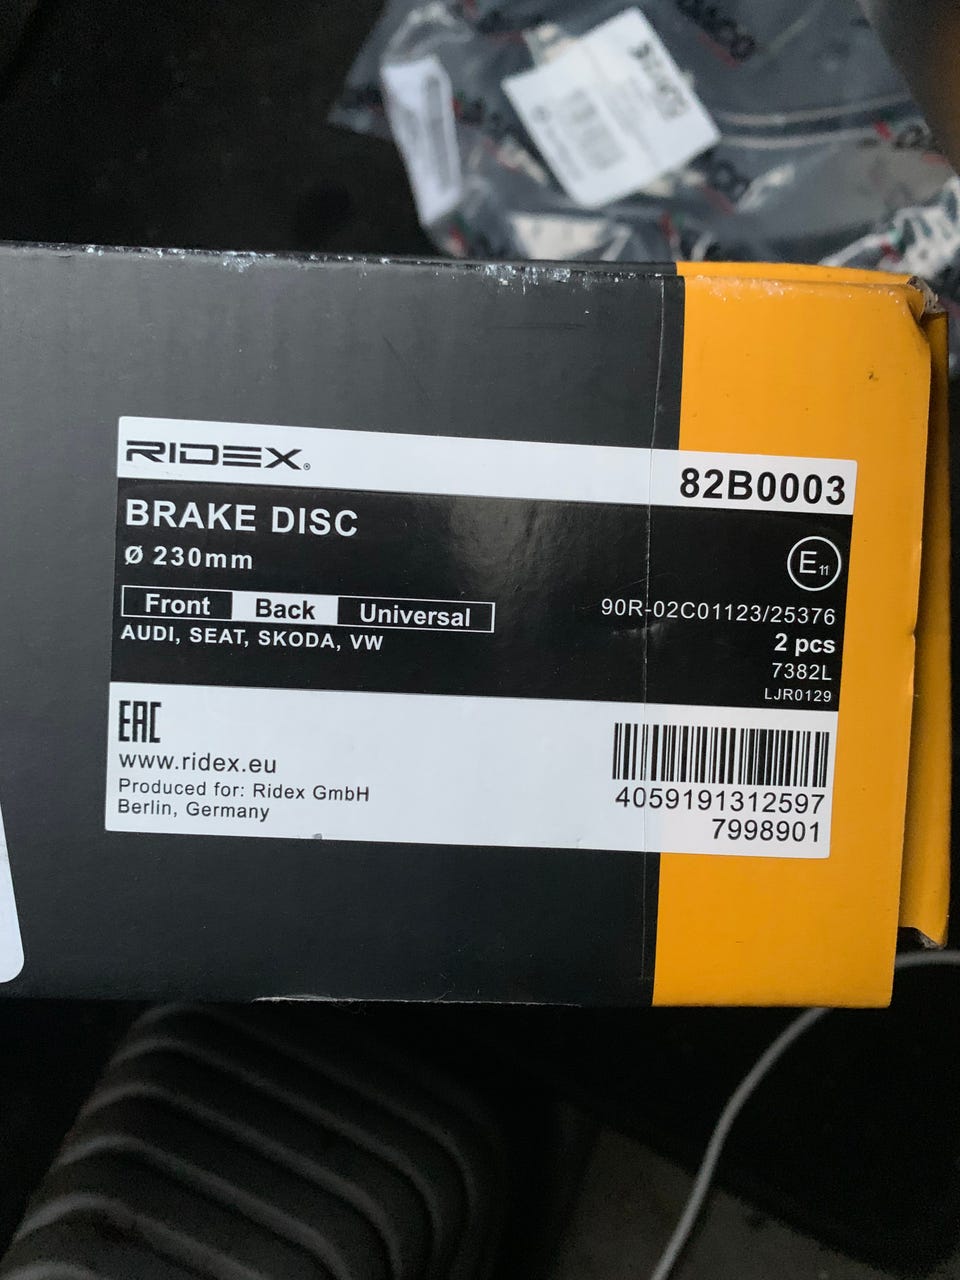 RIDEX®
82B0003
BRAKE DISC
Ø 230mm
E11
Front Back Universal
90R-02C01123/25376
AUDI, SEAT, SKODA, VW
2 pcs
7382L
LJR0129
EAC
www.ridex.eu
Produced for: Ridex GmbH
Berlin, Germany
4059191312597
7998901